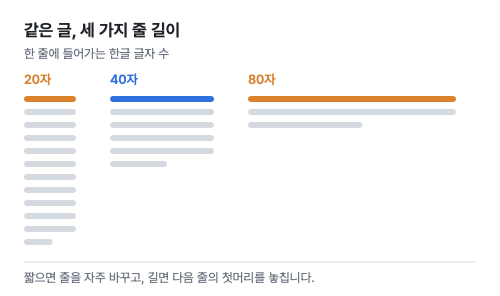 같은 글, 세 가지 줄 길이
한 줄에 들어가는 한글 글자 수
20자 40자 80자
짧으면 줄을 자주 바꾸고, 길면 다음 줄의 첫머리를 놓칩니다.